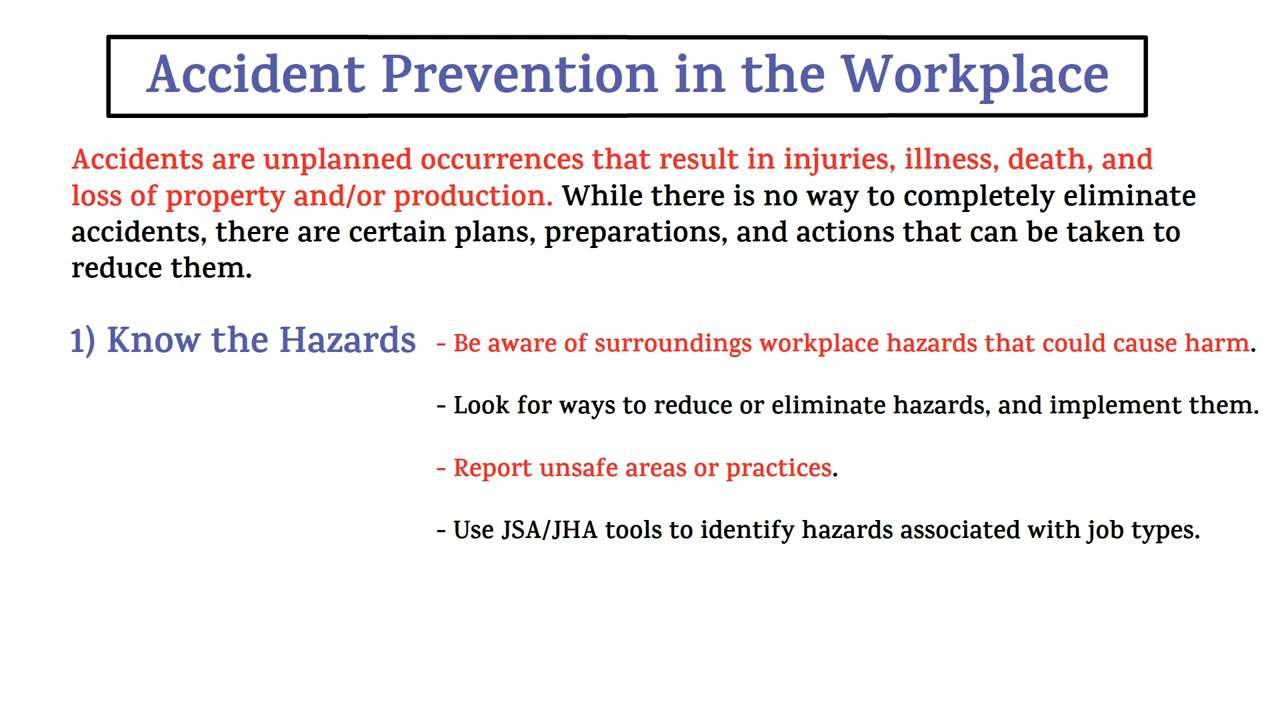 Accident Prevention in the Workplace
Accidents are unplanned occurrences that result in injuries, illness, death, and
loss of property and/or production. While there is no way to completely eliminate
accidents, there are certain plans, preparations, and actions that can be taken to
reduce them.
1) Know the Hazards - Be aware of surroundings workplace hazards that could cause harm.
- Look for ways to reduce or eliminate hazards, and implement them.
- Report unsafe areas or practices.
- Use JSA/JHA tools to identify hazards associated with job types.